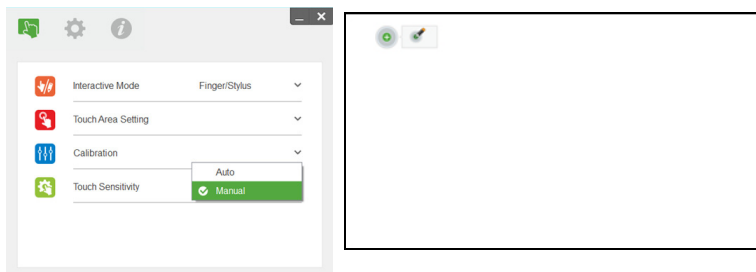 Interactive Mode Finger/Stylus
Touch Area Setting
Calibration
Auto
Touch Sensitivity
Manual